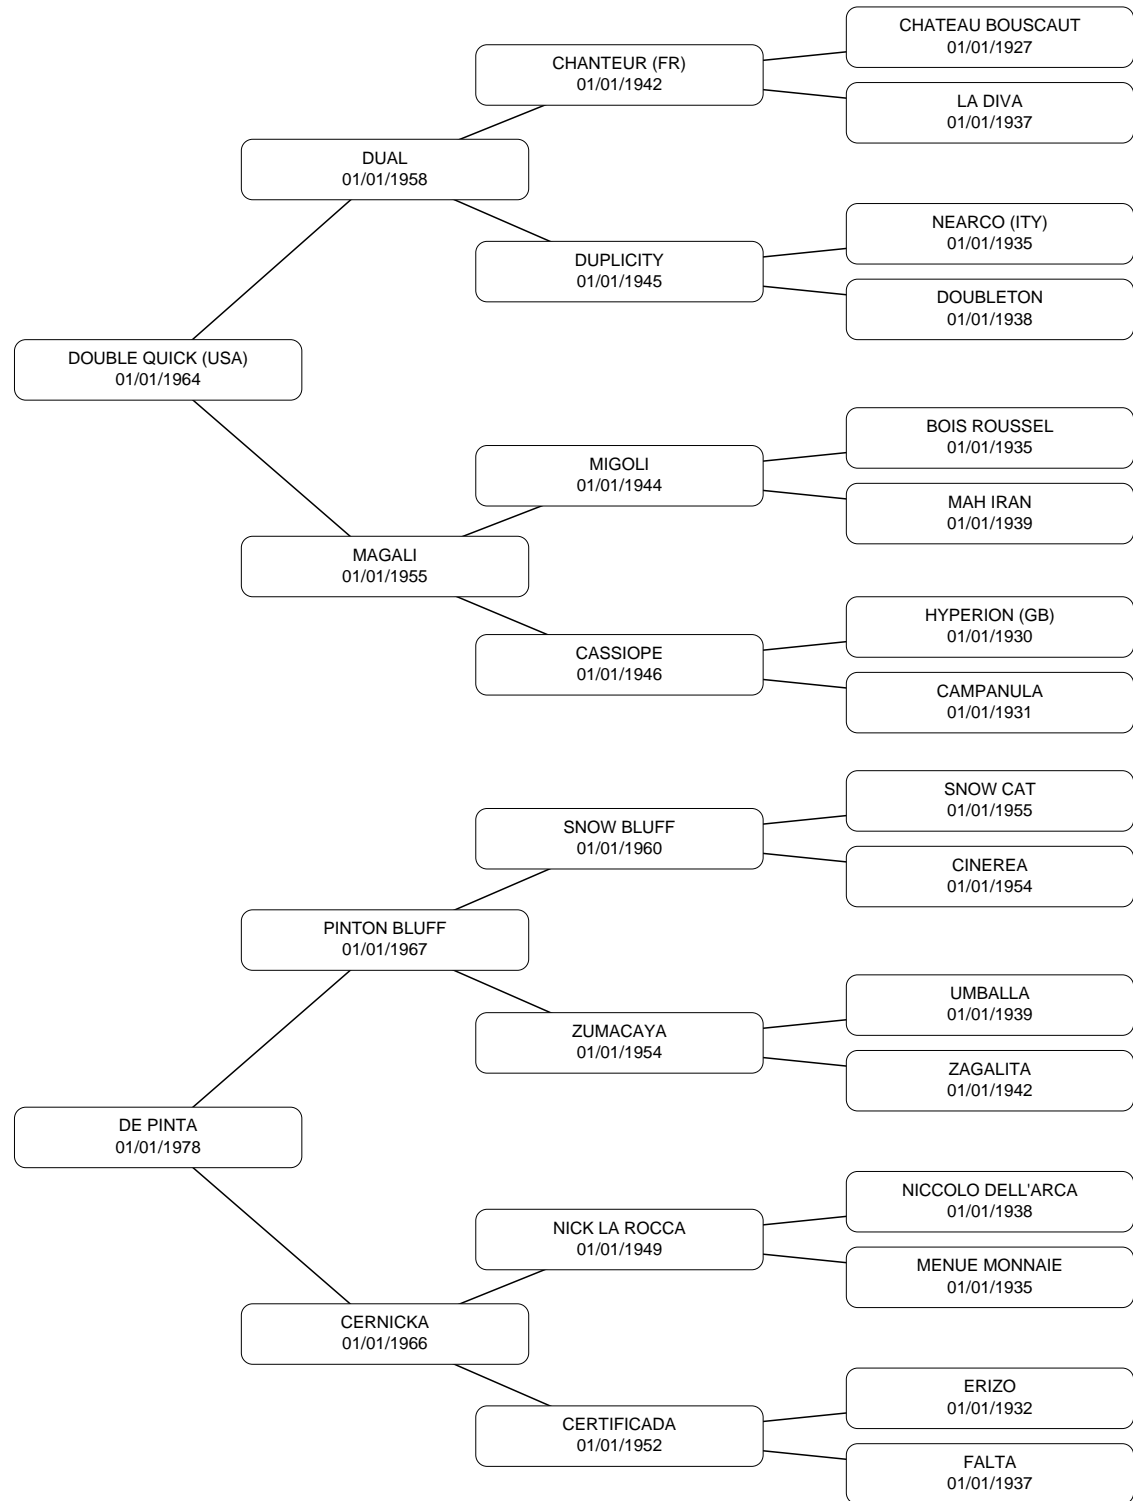 CHATEAU BOUSCAUT
01/01/1927
CHANTEUR (FR)
01/01/1942
LA DIVA
01/01/1937
DUAL
01/01/1958
NEARCO (ITY)
01/01/1935
DUPLICITY
01/01/1945
DOUBLETON
01/01/1938
DOUBLE QUICK (USA)
01/01/1964
BOIS ROUSSEL
01/01/1935
MIGOLI
01/01/1944
MAH IRAN
01/01/1939
MAGALI
01/01/1955
HYPERION (GB)
01/01/1930
CASSIOPE
01/01/1946
CAMPANULA
01/01/1931
SNOW CAT
01/01/1955
SNOW BLUFF
01/01/1960
CINEREA
01/01/1954
PINTON BLUFF
01/01/1967
UMBALLA
01/01/1939
ZUMACAYA
01/01/1954
ZAGALITA
01/01/1942
DE PINTA
01/01/1978
NICCOLO DELL'ARCA
01/01/1938
NICK LA ROCCA
01/01/1949
MENUE MONNAIE
01/01/1935
CERNICKA
01/01/1966
ERIZO
01/01/1932
CERTIFICADA
01/01/1952
FALTA
01/01/1937